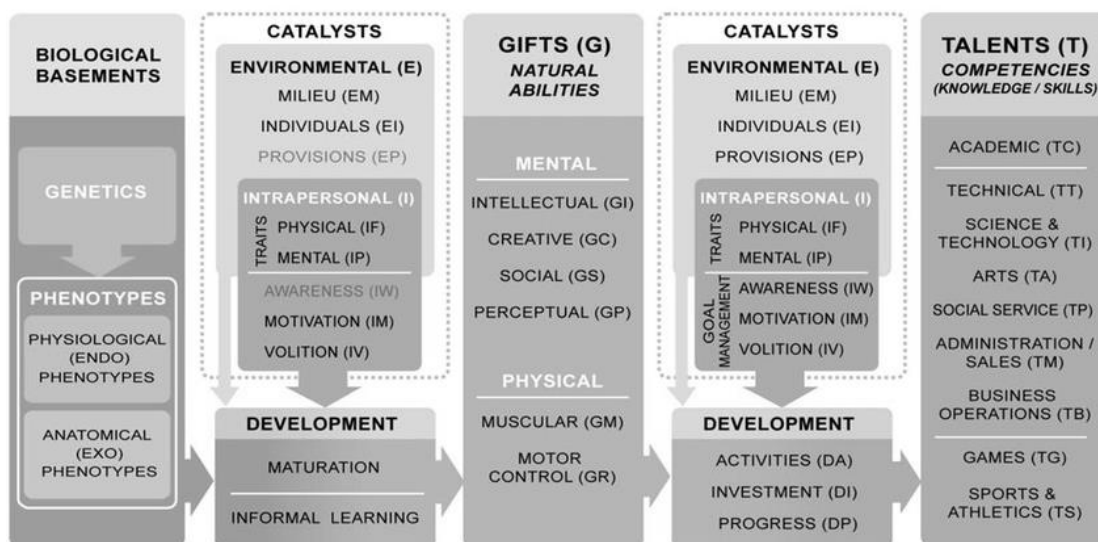 BIOLOGICAL
BASEMENTS
GENETICS
PHENOTYPES
PHYSIOLOGICAL
(ENDO)
PHENOTYPES
ANATOMICAL
(EXO)
PHENOTYPES
CATALYSTS
ENVIRONMENTAL (E)
MILIEU (EM)
INDIVIDUALS (EI)
PROVISIONS (EP)
INTRAPERSONAL (I)
TRAITS
PHYSICAL (IF)
MENTAL (IP)
AWARENESS (IW)
MOTIVATION (IM)
VOLITION (IV)
DEVELOPMENT
MATURATION
INFORMAL LEARNING
GIFTS (G)
NATURAL
ABILITIES
MENTAL
INTELLECTUAL (GI)
CREATIVE (GC)
SOCIAL (GS)
PERCEPTUAL (GP)
PHYSICAL
MUSCULAR (GM)
MOTOR
CONTROL (GR)
CATALYSTS
ENVIRONMENTAL (E)
MILIEU (EM)
INDIVIDUALS (EI)
PROVISIONS (EP)
INTRAPERSONAL (I)
TRAITS
PHYSICAL (IF)
MENTAL (IP)
GOAL
MANAGEMENT
AWARENESS (IW)
MOTIVATION (IM)
VOLITION (IV)
DEVELOPMENT
ACTIVITIES (DA)
INVESTMENT (DI)
PROGRESS (DP)
TALENTS (T)
COMPETENCIES
(KNOWLEDGE / SKILLS)
ACADEMIC (TC)
TECHNICAL (TT)
SCIENCE &
TECHNOLOGY (TI)
ARTS (TA)
SOCIAL SERVICE (TP)
ADMINISTRATION /
SALES (TM)
BUSINESS
OPERATIONS (TB)
GAMES (TG)
SPORTS &
ATHLETICS (TS)